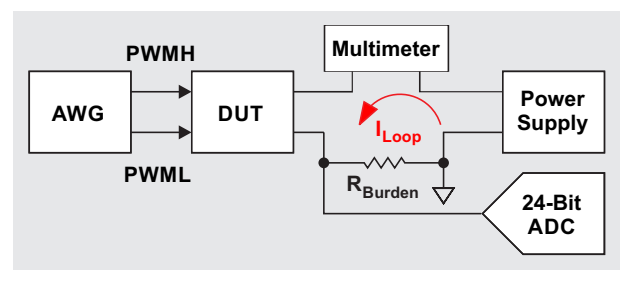 PWMH
Multimeter
AWG
DUT
Power
Supply
I_Loop
PWML
R_Burden
24-Bit
ADC